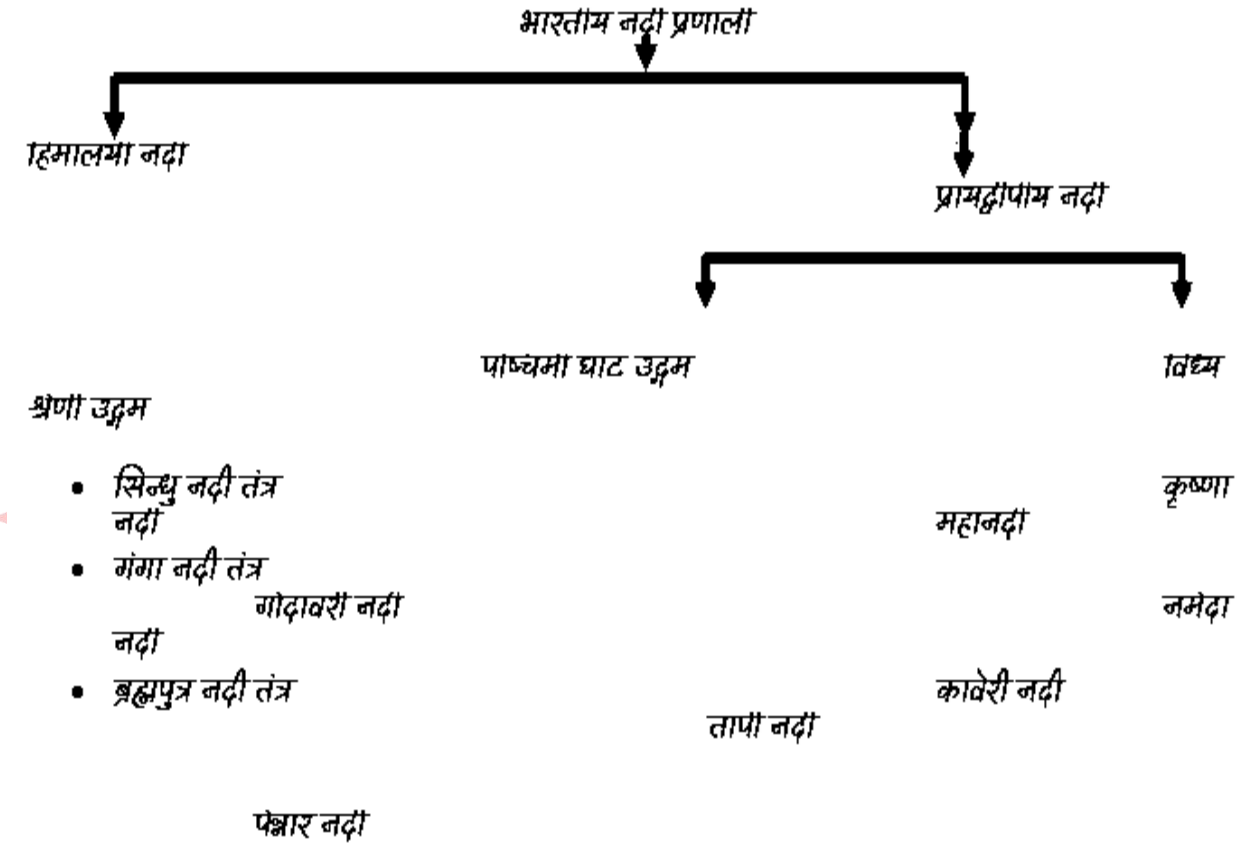 भारतीय नदी प्रणाली
हिमालयी नदी
प्रायद्वीपीय नदी
पश्चिमी घाट उद्गम विंध्य
श्रेणी उद्गम
• सिन्धु नदी तंत्र कृष्णा
नदी महानदी
• गंगा नदी तंत्र
गोदावरी नदी नर्मदा
नदी
• ब्रह्मपुत्र नदी तंत्र कावेरी नदी
तापी नदी
पेन्नार नदी